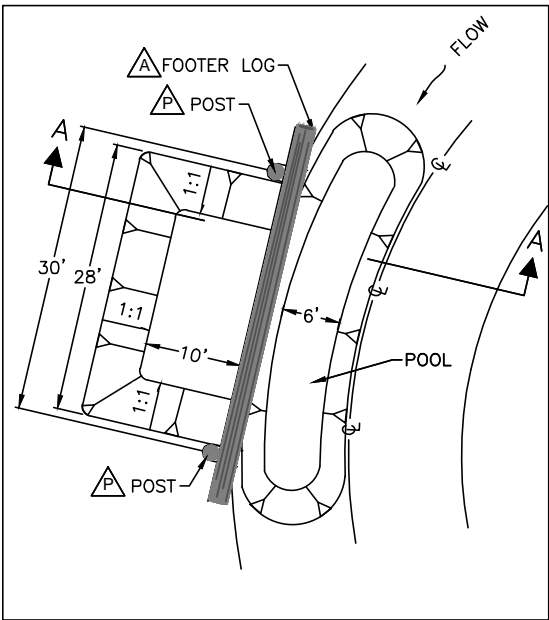 FLOW
A FOOTER LOG
P POST
A
A
℄
℄
℄
1:1
30'
28'
1:1
10'
6'
POOL
1:1
P POST